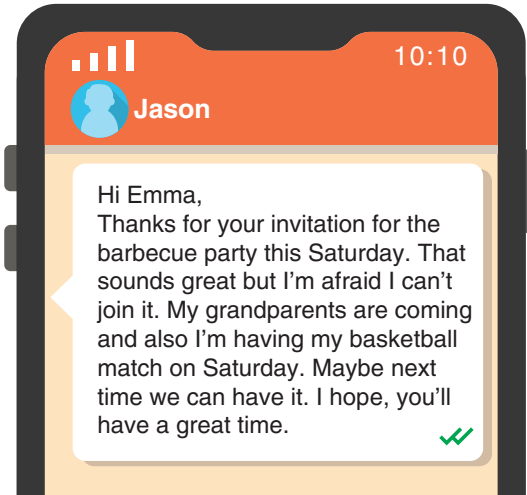 10:10
Jason
Hi Emma,
Thanks for your invitation for the
barbecue party this Saturday. That
sounds great but I’m afraid I can’t
join it. My grandparents are coming
and also I’m having my basketball
match on Saturday. Maybe next
time we can have it. I hope, you’ll
have a great time.